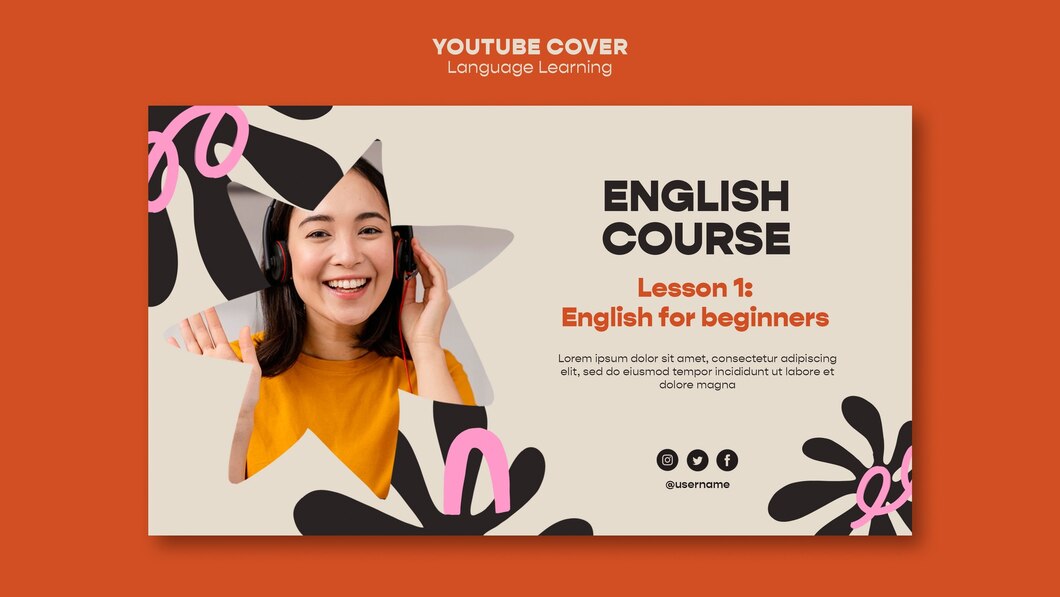 YOUTUBE COVER
Language Learning
ENGLISH
COURSE
Lesson 1:
English for beginners
Lorem ipsum dolor sit amet, consectetur adipiscing
elit, sed do eiusmod tempor incididunt ut labore et
dolore magna
@username